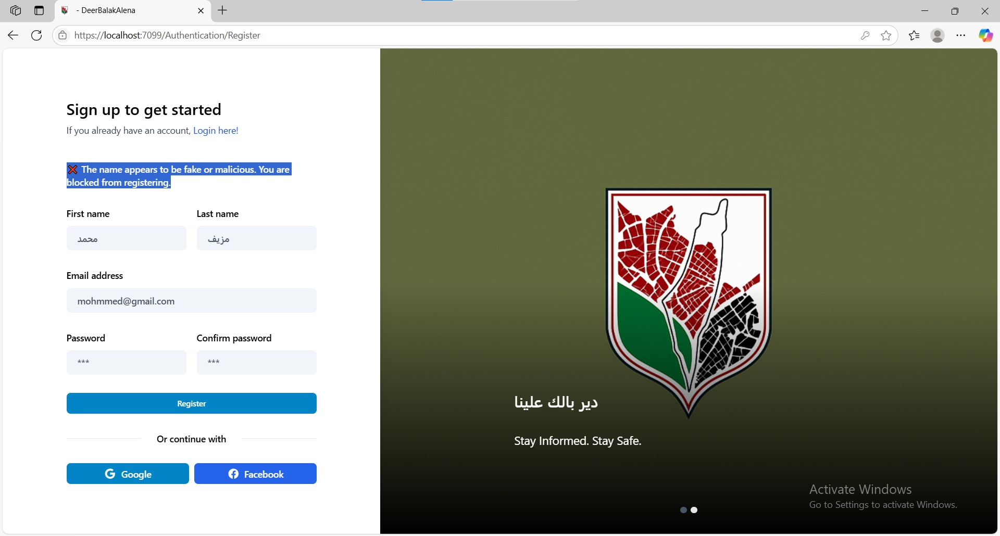 - DeerBalakAlena
https://localhost:7099/Authentication/Register
Sign up to get started
If you already have an account, Login here!
❌ The name appears to be fake or malicious. You are
blocked from registering.
First name
Last name
محمد
مزيف
Email address
mohmmed@gmail.com
Password
Confirm password
***
***
Register
Or continue with
Google
Facebook
دير بالك علينا
Stay Informed. Stay Safe.
Activate Windows
Go to Settings to activate Windows.